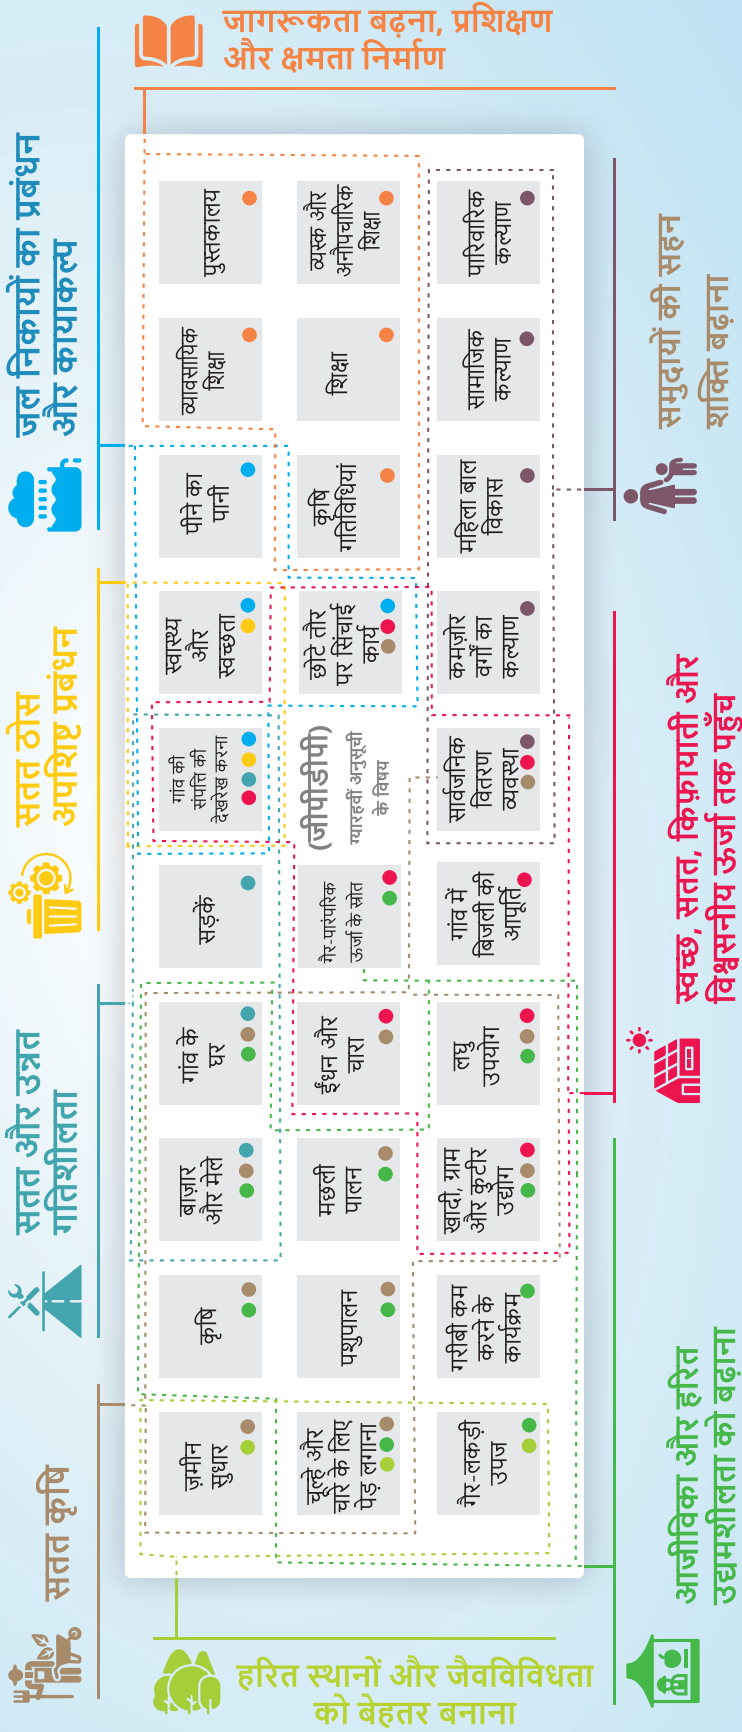 जागरूकता बढ़ना, प्रशिक्षण
और क्षमता निर्माण
जल निकायों का प्रबंधन
और कायाकल्प
सतत ठोस
अपशिष्ट प्रबंधन
सतत और उन्नत
गतिशीलता
सतत कृषि
पुस्तकालय
व्यस्क और
अनौपचारिक
शिक्षा
पारिवारिक
कल्याण
व्यावसायिक
शिक्षा
शिक्षा
सामाजिक
कल्याण
पीने का
पानी
कृषि
गतिविधियां
महिला बाल
विकास
स्वास्थ्य
और
स्वच्छता
छोटे तौर
पर सिंचाई
कार्य
कमज़ोर
वर्गों का
कल्याण
गांव की
संपत्ति की
देखरेख करना
(जीपीडीपी)
ग्यारहवीं अनुसूची
के विषय
सार्वजनिक
वितरण
व्यवस्था
सड़कें
गैर-पारंपरिक
ऊर्जा के स्रोत
गांव में
बिजली की
आपूर्ति
गांव के
घर
ईंधन और
चारा
लघु
उपयोग
बाज़ार
और मेले
मछली
पालन
खादी, ग्राम
और कुटीर
उद्योग
कृषि
पशुपालन
गरीबी कम
करने के
कार्यक्रम
ज़मीन
सुधार
चूल्हे और
चारे के लिए
पेड़ लगाना
गैर-लकड़ी
उपज
समुदायों की सहन
शक्ति बढ़ाना
स्वच्छ, सतत, किफ़ायाती और
विश्वसनीय ऊर्जा तक पहुँच
आजीविका और हरित
उद्यमशीलता को बढ़ाना
हरित स्थानों और जैवविविधता
को बेहतर बनाना